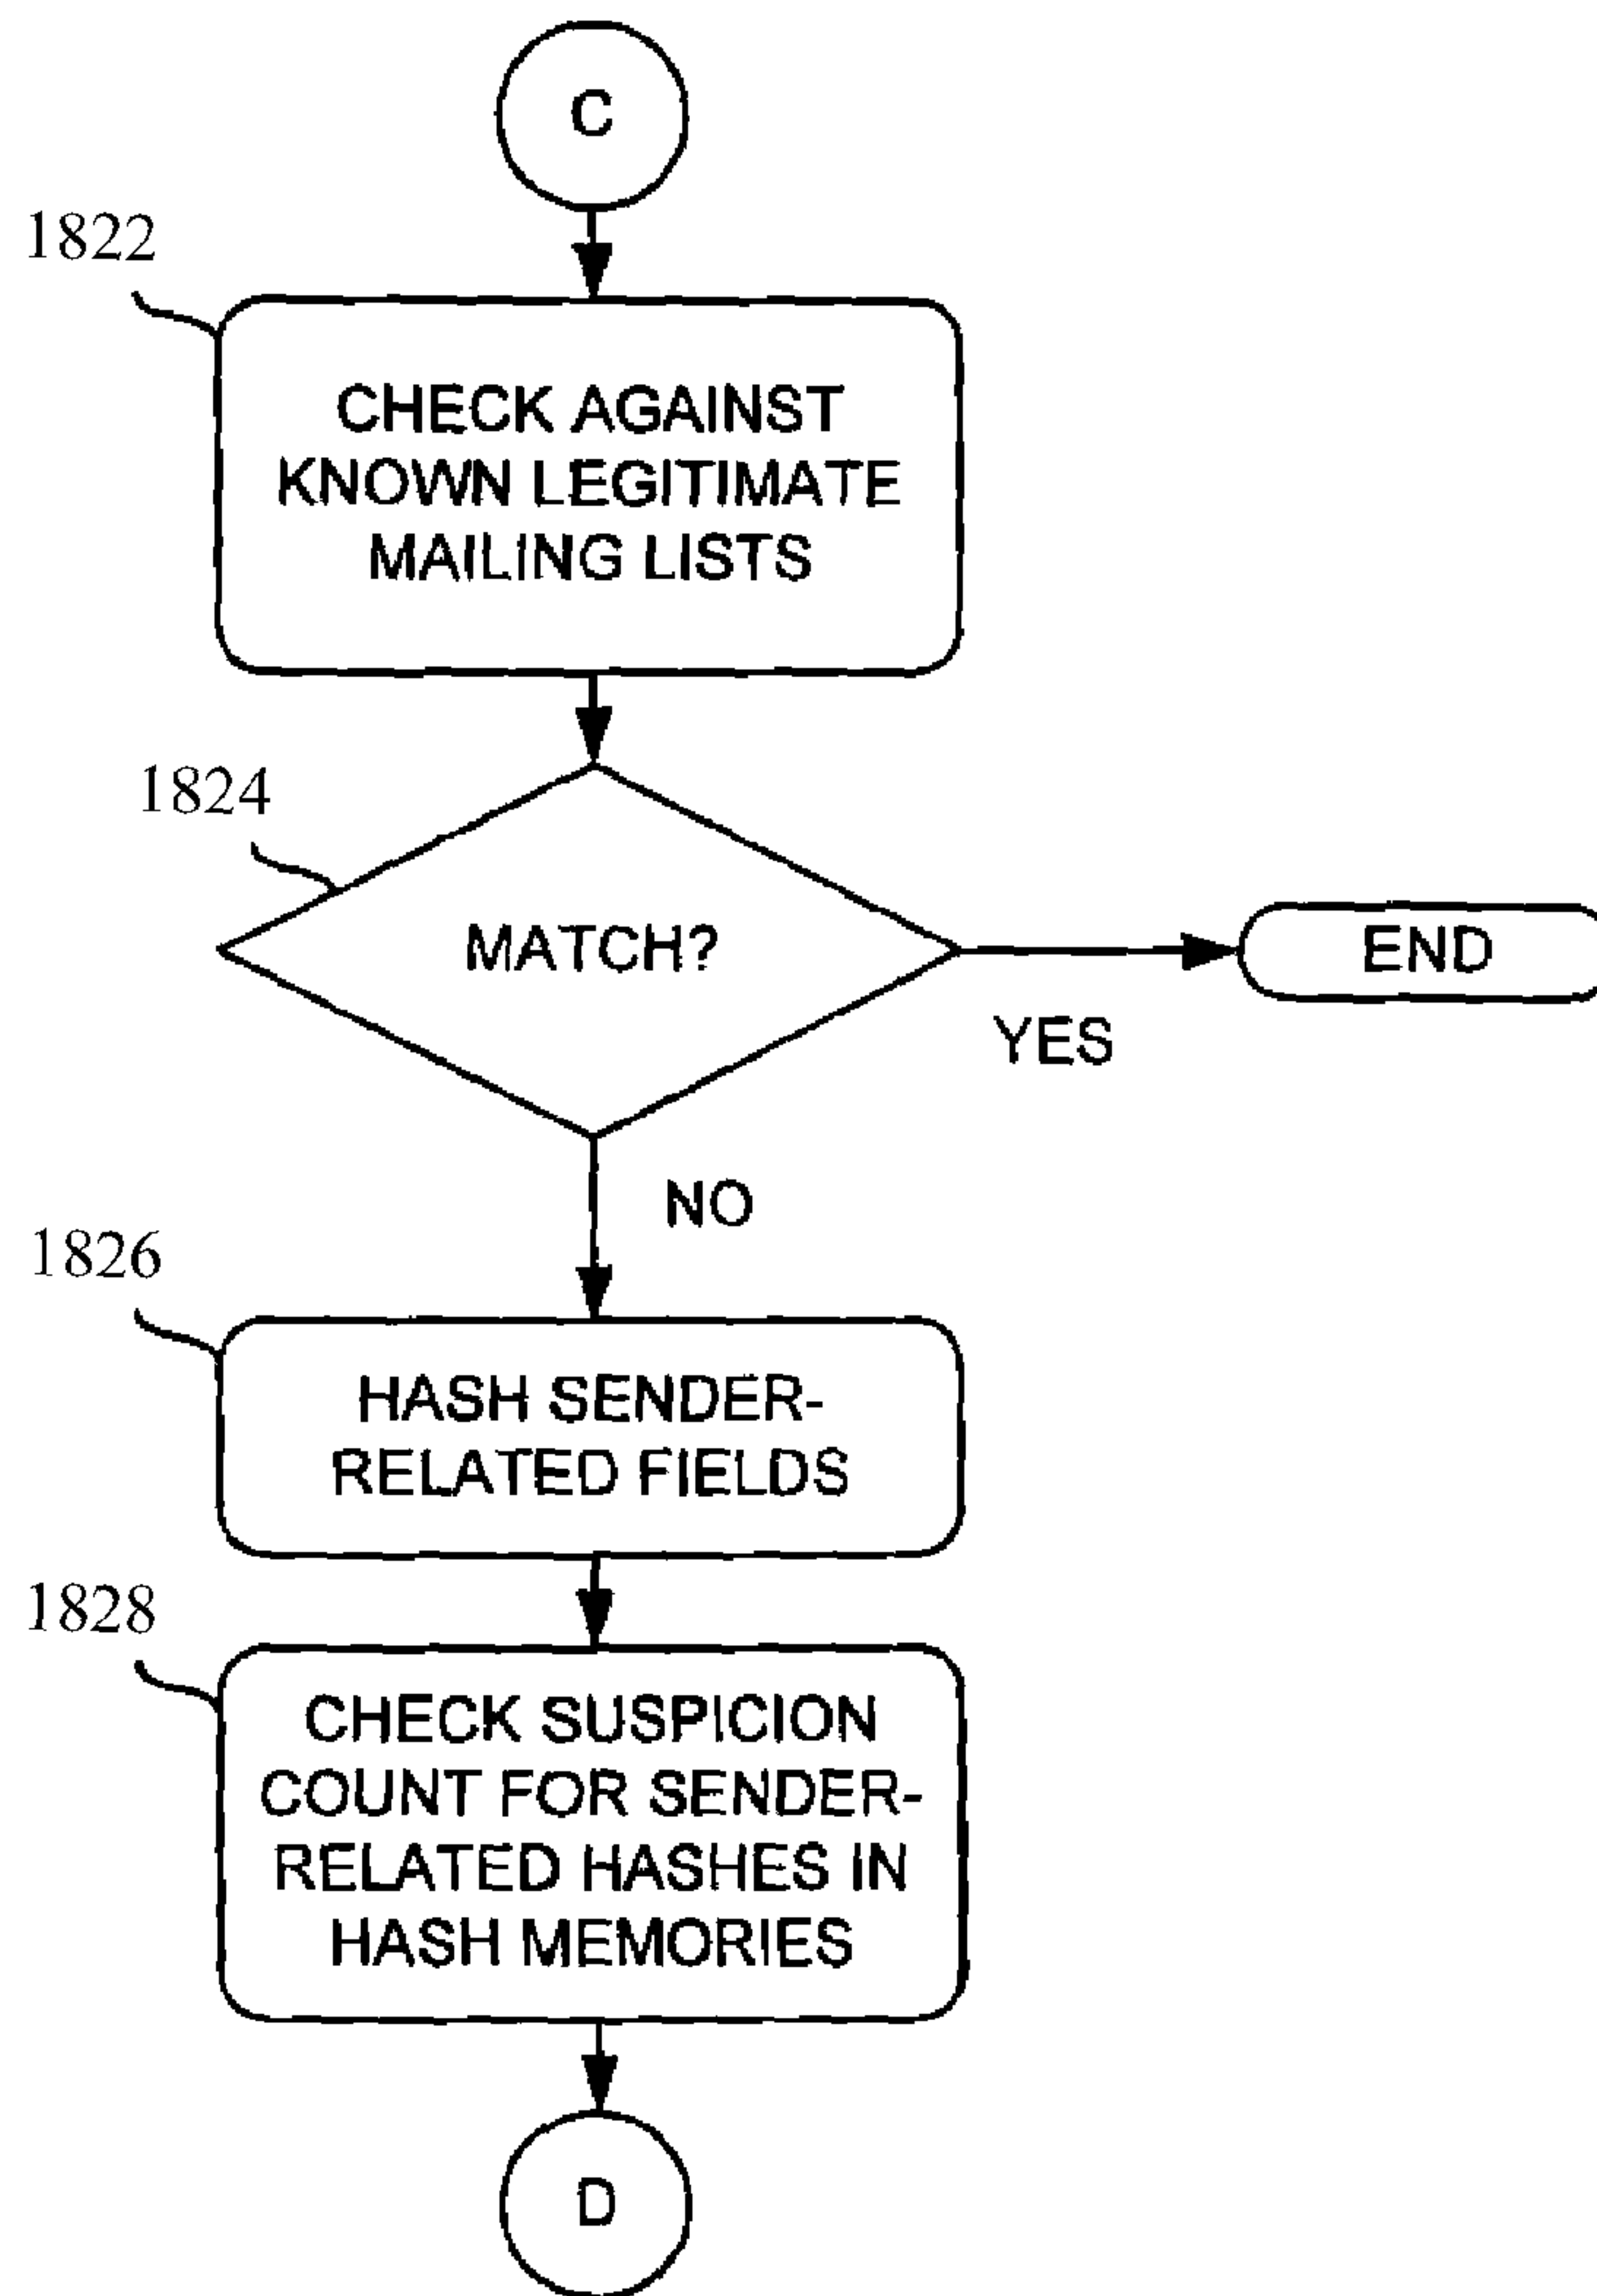 C
1822
CHECK AGAINST
KNOWN LEGITIMATE
MAILING LISTS
1824
MATCH?
END
YES
NO
1826
HASH SENDER-
RELATED FIELDS
1828
CHECK SUSPICION
COUNT FOR SENDER-
RELATED HASHES IN
HASH MEMORIES
D